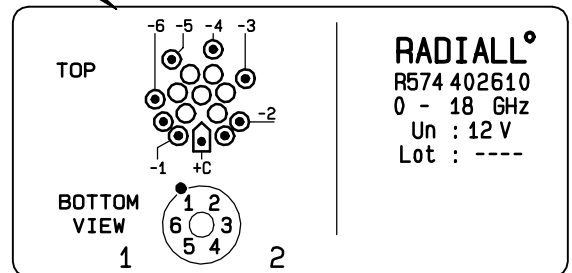 -6 -5 -4 -3
TOP
-2
-1 +C
BOTTOM
VIEW
1 2
6 3
5 4
1 2
RADIALL°
R574 402610
0 - 18 GHz
Un : 12 V
Lot : ----